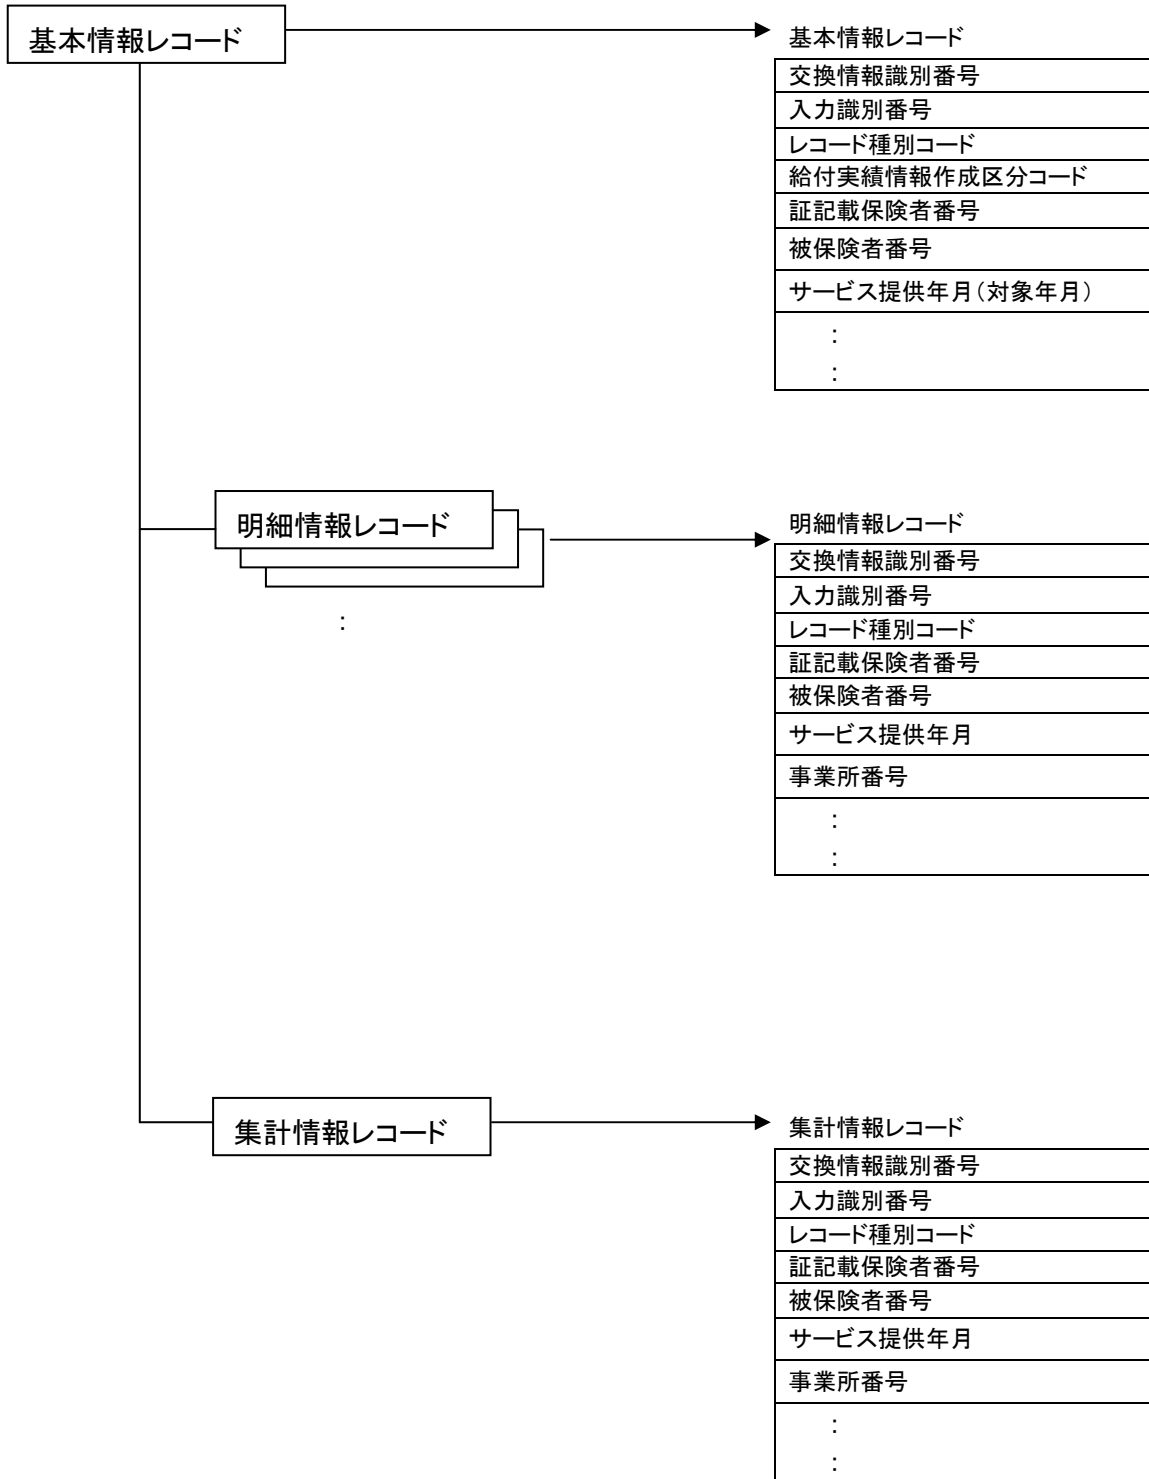 基本情報レコード
基本情報レコード
交換情報識別番号
入力識別番号
レコード種別コード
給付実績情報作成区分コード
証記載保険者番号
被保険者番号
サービス提供年月(対象年月)
:
:
明細情報レコード
:
明細情報レコード
交換情報識別番号
入力識別番号
レコード種別コード
証記載保険者番号
被保険者番号
サービス提供年月
事業所番号
:
:
集計情報レコード
集計情報レコード
交換情報識別番号
入力識別番号
レコード種別コード
証記載保険者番号
被保険者番号
サービス提供年月
事業所番号
:
: